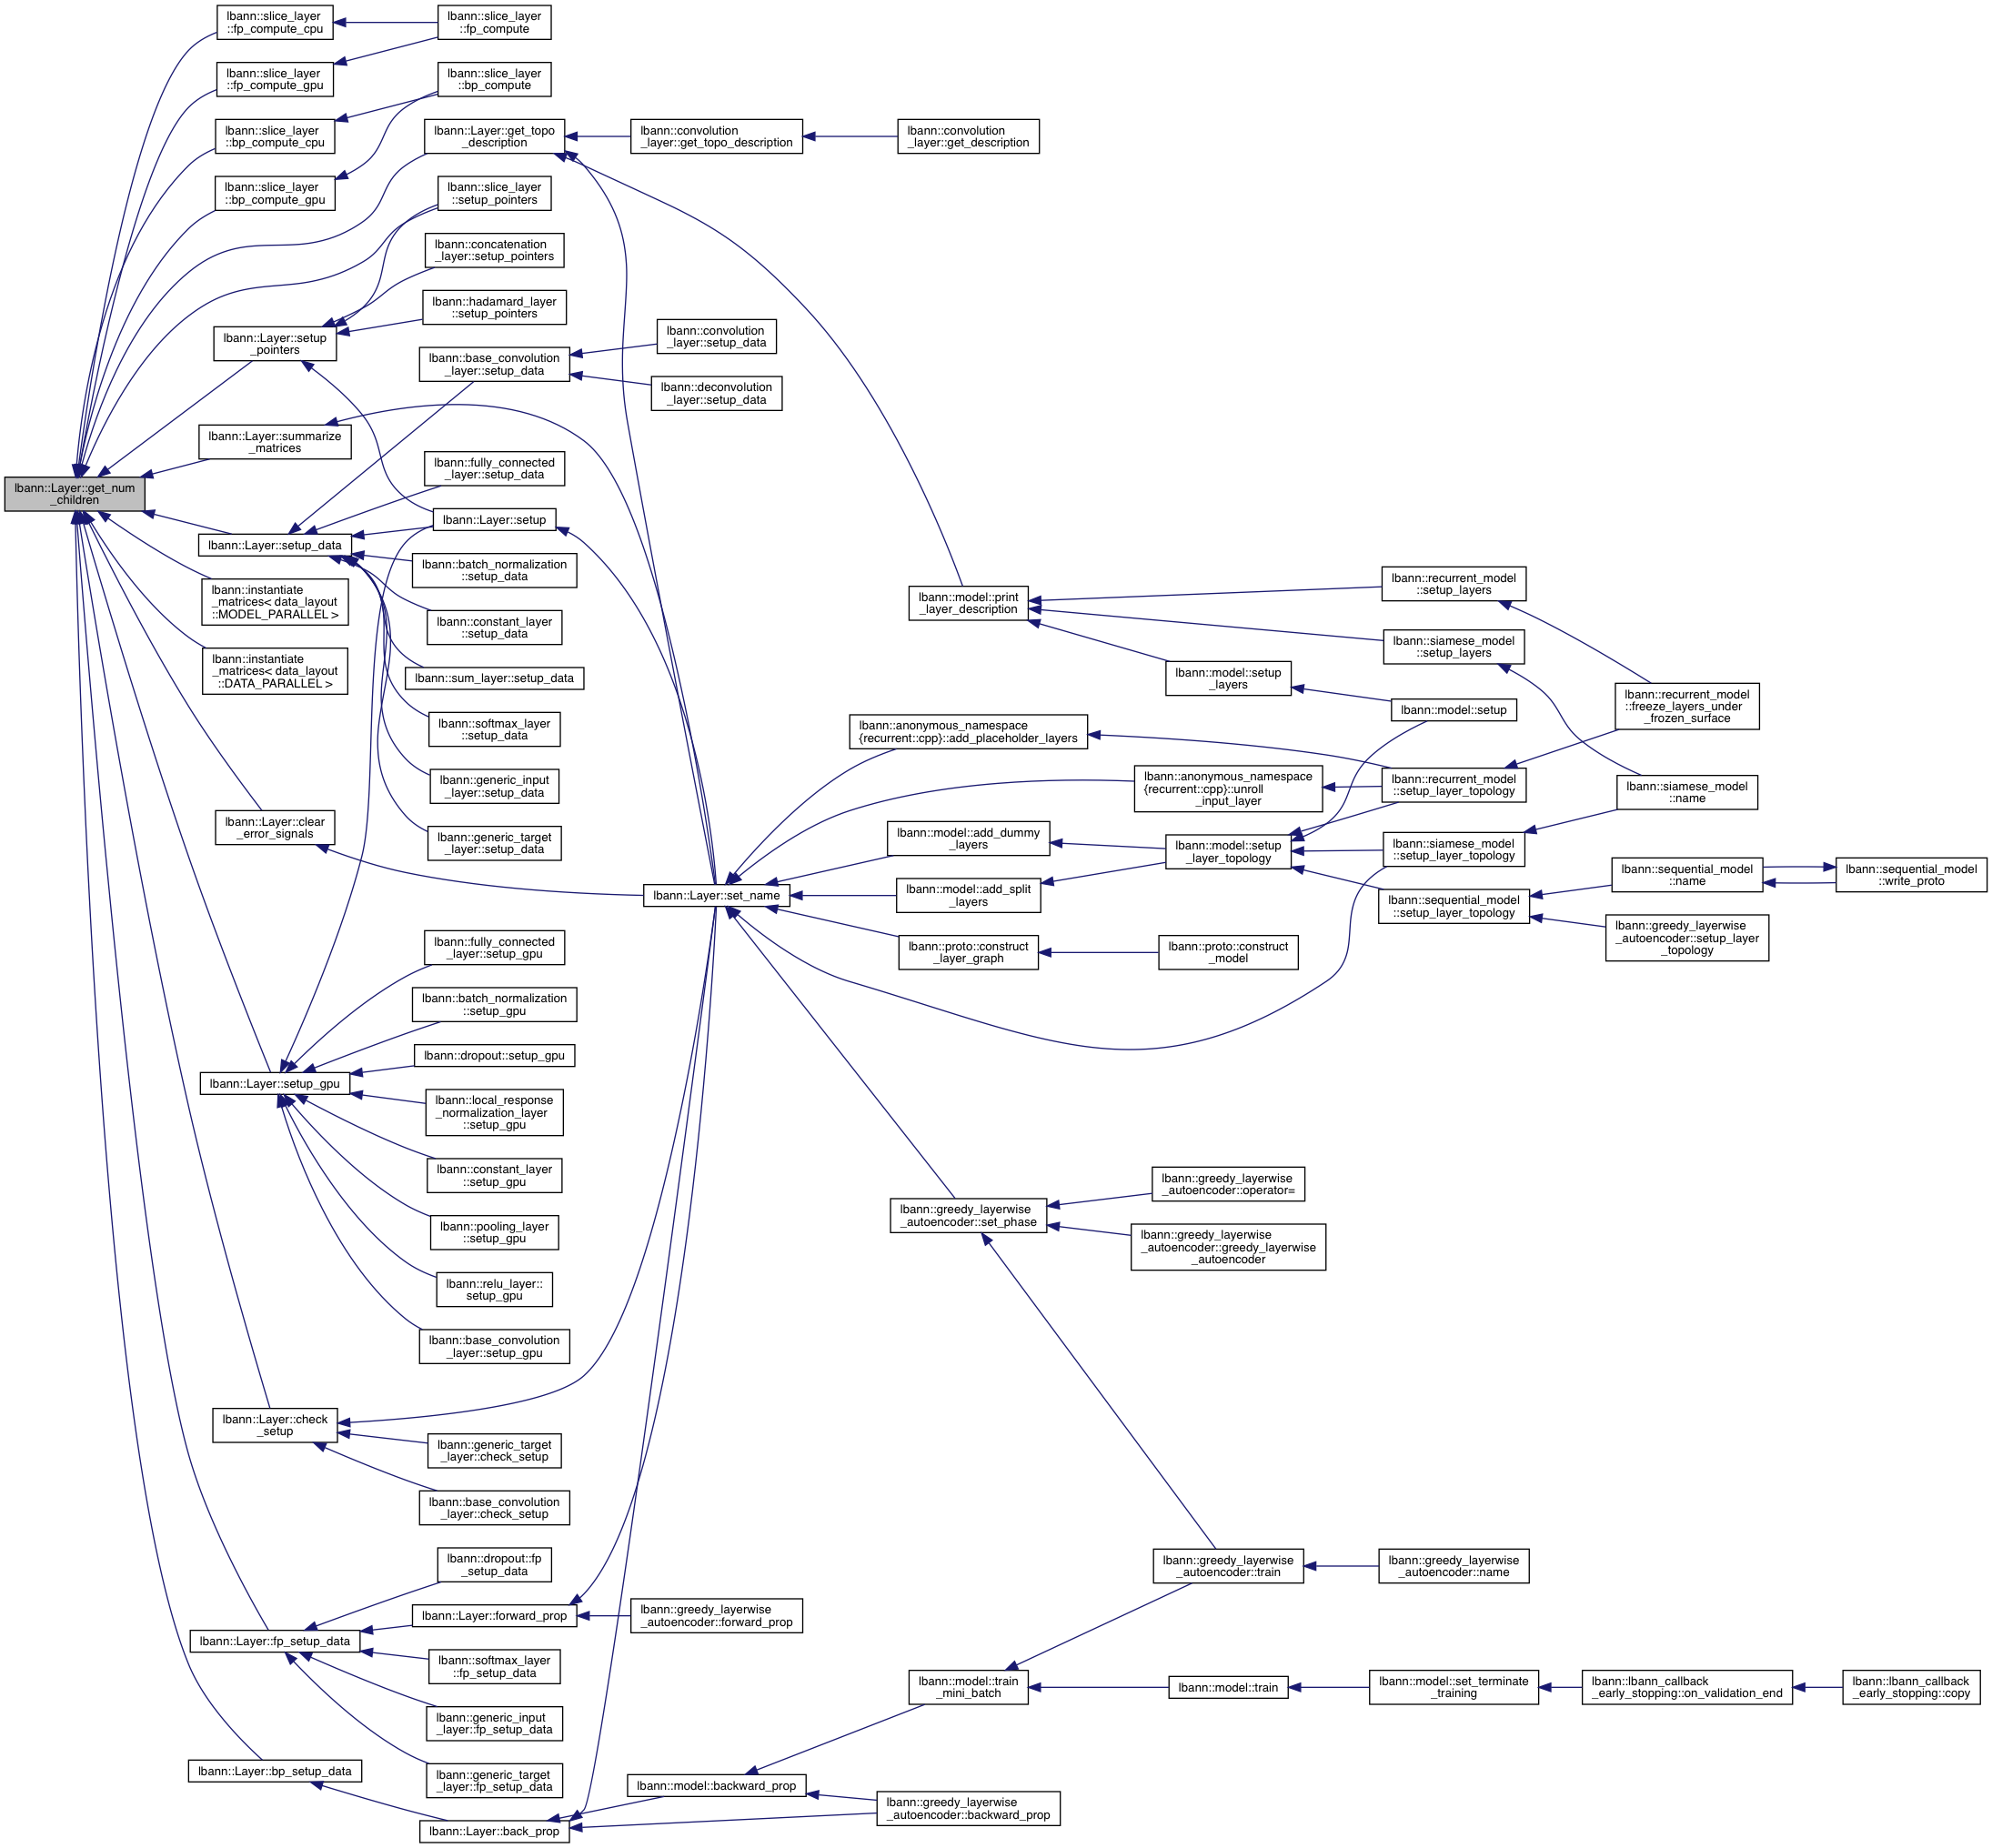 lbann::Layer::get_num
_children
lbann::slice_layer
::fp_compute_cpu
lbann::slice_layer
::fp_compute_gpu
lbann::slice_layer
::bp_compute_cpu
lbann::slice_layer
::bp_compute_gpu
lbann::Layer::setup
_pointers
lbann::Layer::summarize
_matrices
lbann::Layer::setup_data
lbann::instantiate
_matrices< data_layout
::MODEL_PARALLEL >
lbann::instantiate
_matrices< data_layout
::DATA_PARALLEL >
lbann::Layer::clear
_error_signals
lbann::Layer::setup_gpu
lbann::Layer::check
_setup
lbann::Layer::fp_setup_data
lbann::Layer::bp_setup_data
lbann::slice_layer
::fp_compute
lbann::slice_layer
::bp_compute
lbann::Layer::get_topo
_description
lbann::slice_layer
::setup_pointers
lbann::concatenation
_layer::setup_pointers
lbann::hadamard_layer
::setup_pointers
lbann::base_convolution
_layer::setup_data
lbann::fully_connected
_layer::setup_data
lbann::Layer::setup
lbann::batch_normalization
::setup_data
lbann::constant_layer
::setup_data
lbann::sum_layer::setup_data
lbann::softmax_layer
::setup_data
lbann::generic_input
_layer::setup_data
lbann::generic_target
_layer::setup_data
lbann::fully_connected
_layer::setup_gpu
lbann::batch_normalization
::setup_gpu
lbann::dropout::setup_gpu
lbann::local_response
_normalization_layer
::setup_gpu
lbann::constant_layer
::setup_gpu
lbann::pooling_layer
::setup_gpu
lbann::relu_layer::
setup_gpu
lbann::base_convolution
_layer::setup_gpu
lbann::generic_target
_layer::check_setup
lbann::base_convolution
_layer::check_setup
lbann::dropout::fp
_setup_data
lbann::Layer::forward_prop
lbann::softmax_layer
::fp_setup_data
lbann::generic_input
_layer::fp_setup_data
lbann::generic_target
_layer::fp_setup_data
lbann::Layer::back_prop
lbann::convolution
_layer::get_topo_description
lbann::convolution
_layer::setup_data
lbann::deconvolution
_layer::setup_data
lbann::Layer::set_name
lbann::greedy_layerwise
_autoencoder::forward_prop
lbann::model::backward_prop
lbann::convolution
_layer::get_description
lbann::model::print
_layer_description
lbann::anonymous_namespace
{recurrent::cpp}::add_placeholder_layers
lbann::model::add_dummy
_layers
lbann::model::add_split
_layers
lbann::proto::construct
_layer_graph
lbann::greedy_layerwise
_autoencoder::set_phase
lbann::model::train
_mini_batch
lbann::greedy_layerwise
_autoencoder::backward_prop
lbann::model::setup
_layers
lbann::anonymous_namespace
{recurrent::cpp}::unroll
_input_layer
lbann::model::setup
_layer_topology
lbann::proto::construct
_model
lbann::greedy_layerwise
_autoencoder::operator=
lbann::greedy_layerwise
_autoencoder::greedy_layerwise
_autoencoder
lbann::greedy_layerwise
_autoencoder::train
lbann::model::train
lbann::recurrent_model
::setup_layers
lbann::siamese_model
::setup_layers
lbann::model::setup
lbann::recurrent_model
::setup_layer_topology
lbann::siamese_model
::setup_layer_topology
lbann::sequential_model
::setup_layer_topology
lbann::greedy_layerwise
_autoencoder::name
lbann::model::set_terminate
_training
lbann::recurrent_model
::freeze_layers_under
_frozen_surface
lbann::siamese_model
::name
lbann::sequential_model
::name
lbann::greedy_layerwise
_autoencoder::setup_layer
_topology
lbann::lbann_callback
_early_stopping::on_validation_end
lbann::sequential_model
::write_proto
lbann::lbann_callback
_early_stopping::copy